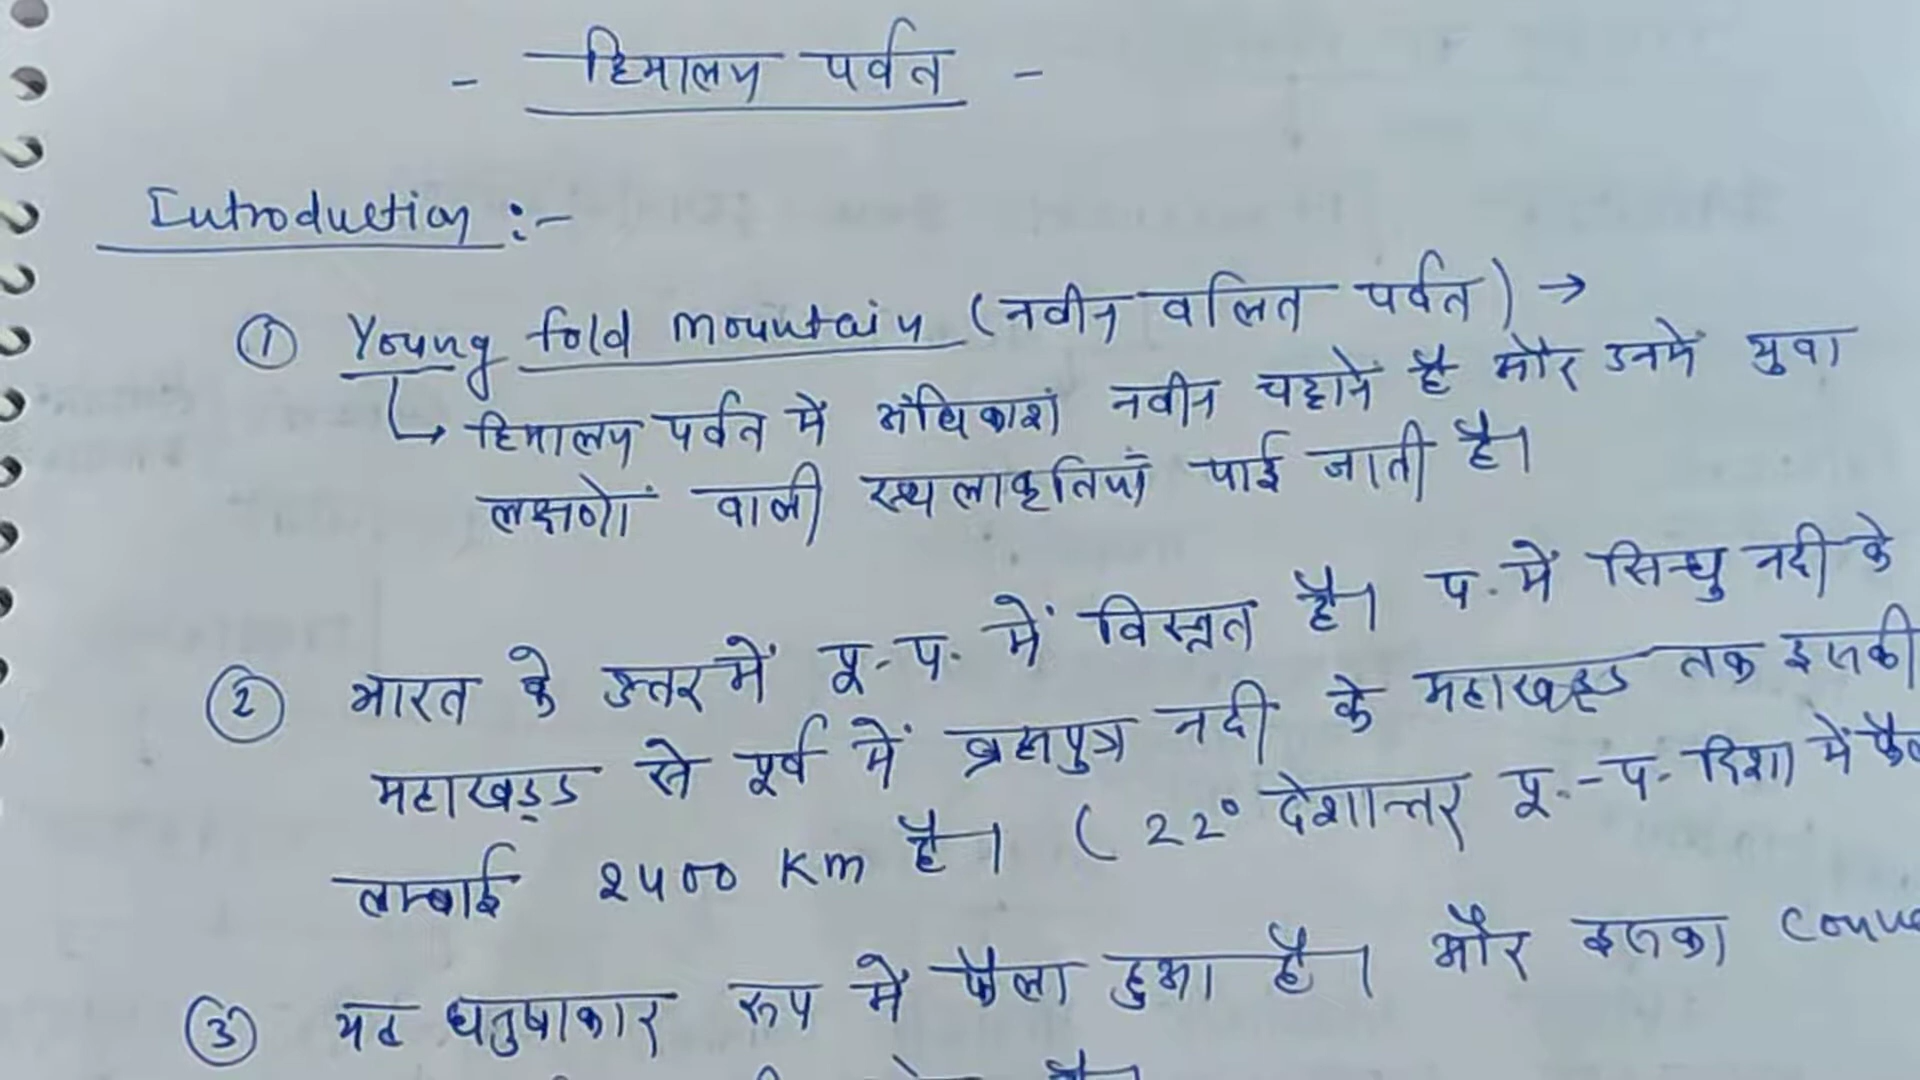 - हिमालय पर्वत -
Introduction :-
① Young fold mountain (नवीन वलित पर्वत) →
↳ हिमालय पर्वत में अधिकाशं नवीन चट्टाने है और उनमें युवा
लक्षणों वाली स्थलाकृतियाँ पाई जाती है।
② भारत के उत्तर में पू.-प. में विस्तृत है। प. में सिन्धु नदी के
महाखड्ड से पूर्व में ब्रह्मपुत्र नदी के महाखड्ड तक इसकी
लम्बाई 2400 Km है। ( 22° देशान्तर पू.-प. दिशा में
③ यह धनुषाकार रूप में फैला हुआ है। और इसका